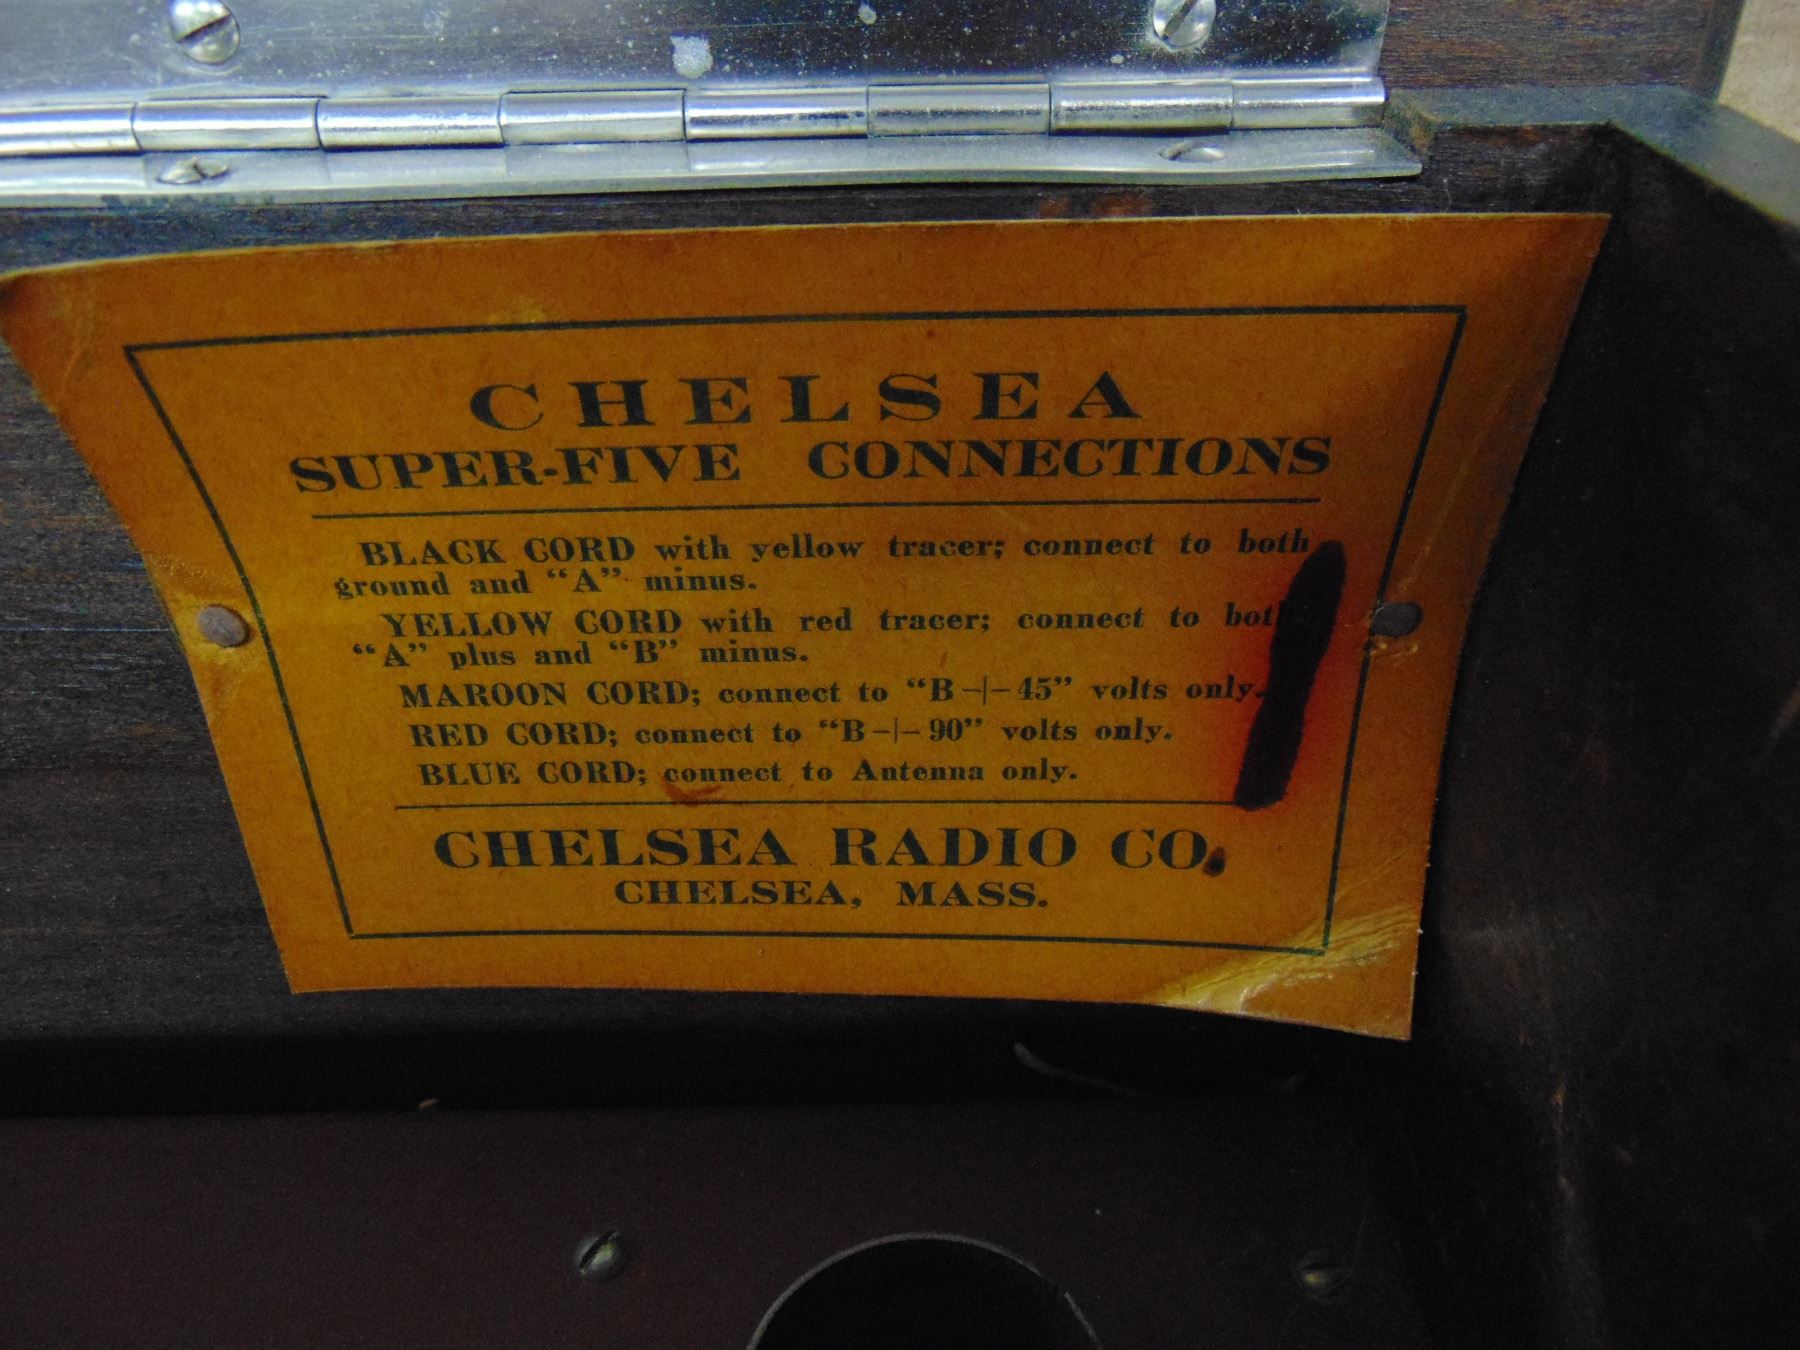 CHELSEA
SUPER-FIVE CONNECTIONS
BLACK CORD with yellow tracer; connect to both
ground and "A" minus.
YELLOW CORD with red tracer; connect to both
"A" plus and "B" minus.
MAROON CORD; connect to "B + 45" volts only.
RED CORD; connect to "B + 90" volts only.
BLUE CORD; connect to Antenna only.
CHELSEA RADIO CO.
CHELSEA, MASS.